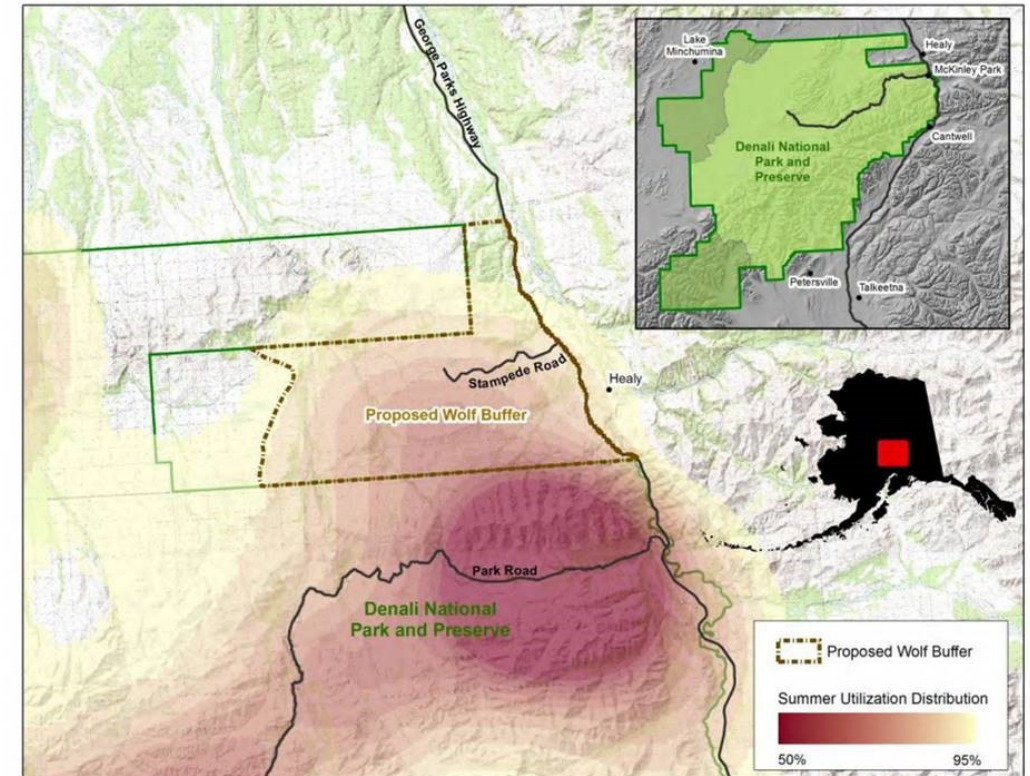 George Parks Highway
Lake
Minchumina
Healy
McKinley Park
Cantwell
Denali National
Park and
Preserve
Petersville
Talkeetna
Stampede Road
Healy
Proposed Wolf Buffer
Park Road
Denali National
Park and Preserve
Proposed Wolf Buffer
Summer Utilization Distribution
50%
95%